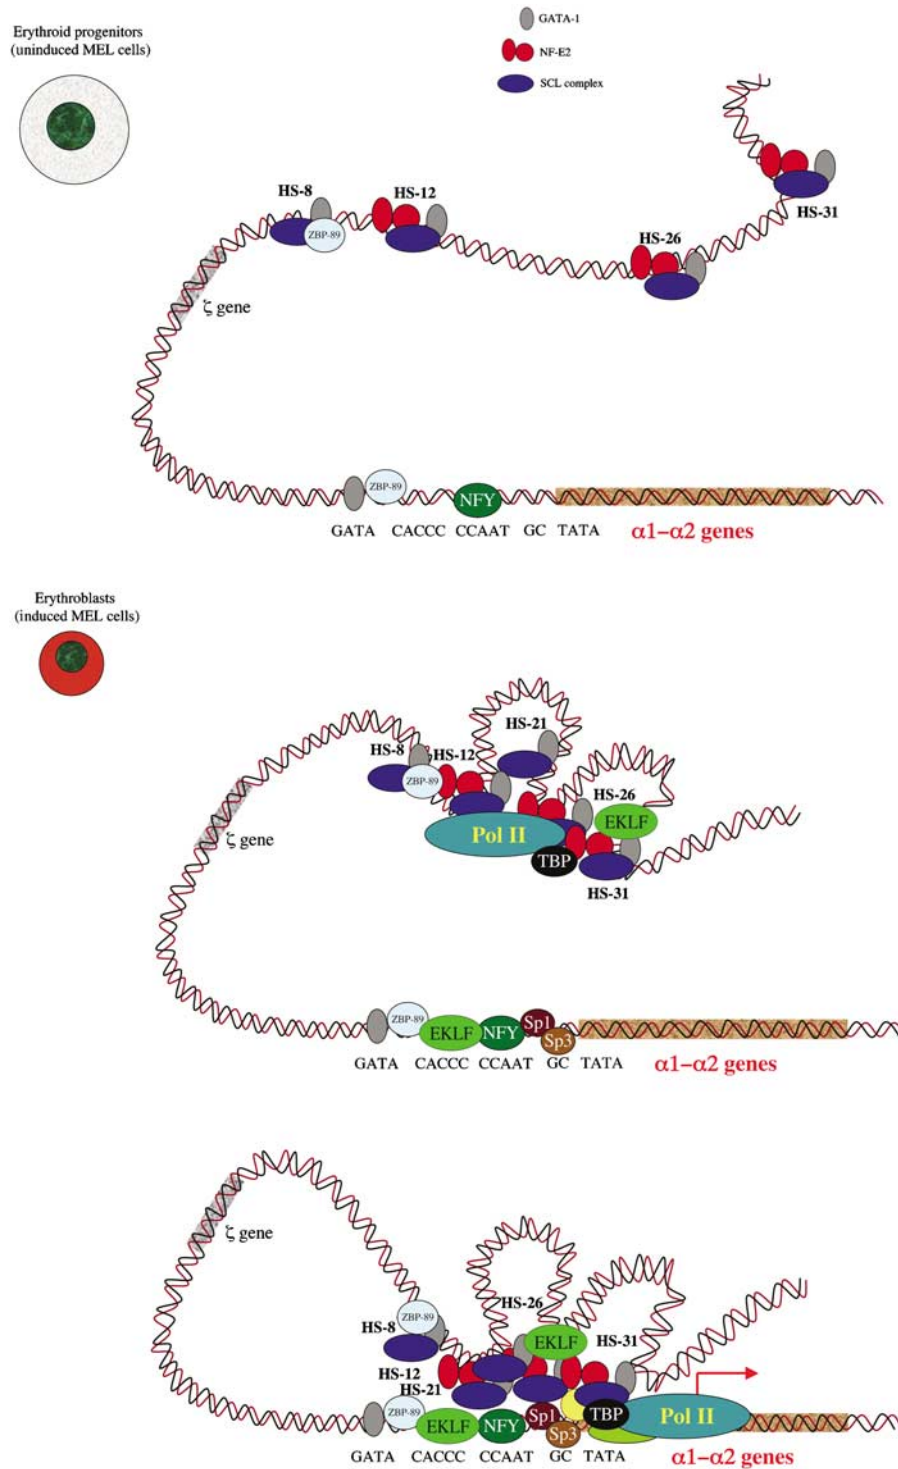 Erythroid progenitors
(uninduced MEL cells)
GATA-1
NF-E2
SCL complex
HS-8
HS-12
HS-31
ZBP-89
HS-26
ζ gene
ZBP-89
NFY
GATA CACCC CCAAT GC TATA
α1–α2 genes
Erythroblasts
(induced MEL cells)
HS-21
HS-8
HS-12
ZBP-89
HS-26
EKLF
Pol II
ζ gene
TBP
HS-31
ZBP-89
EKLF
NFY
Sp1
Sp3
GATA CACCC CCAAT GC TATA
α1–α2 genes
ζ gene
HS-26
ZBP-89
HS-8
EKLF
HS-31
HS-12
HS-21
ZBP-89
EKLF
NFY
Sp1
Sp3
TBP
Pol II
GATA CACCC CCAAT GC TATA
α1–α2 genes